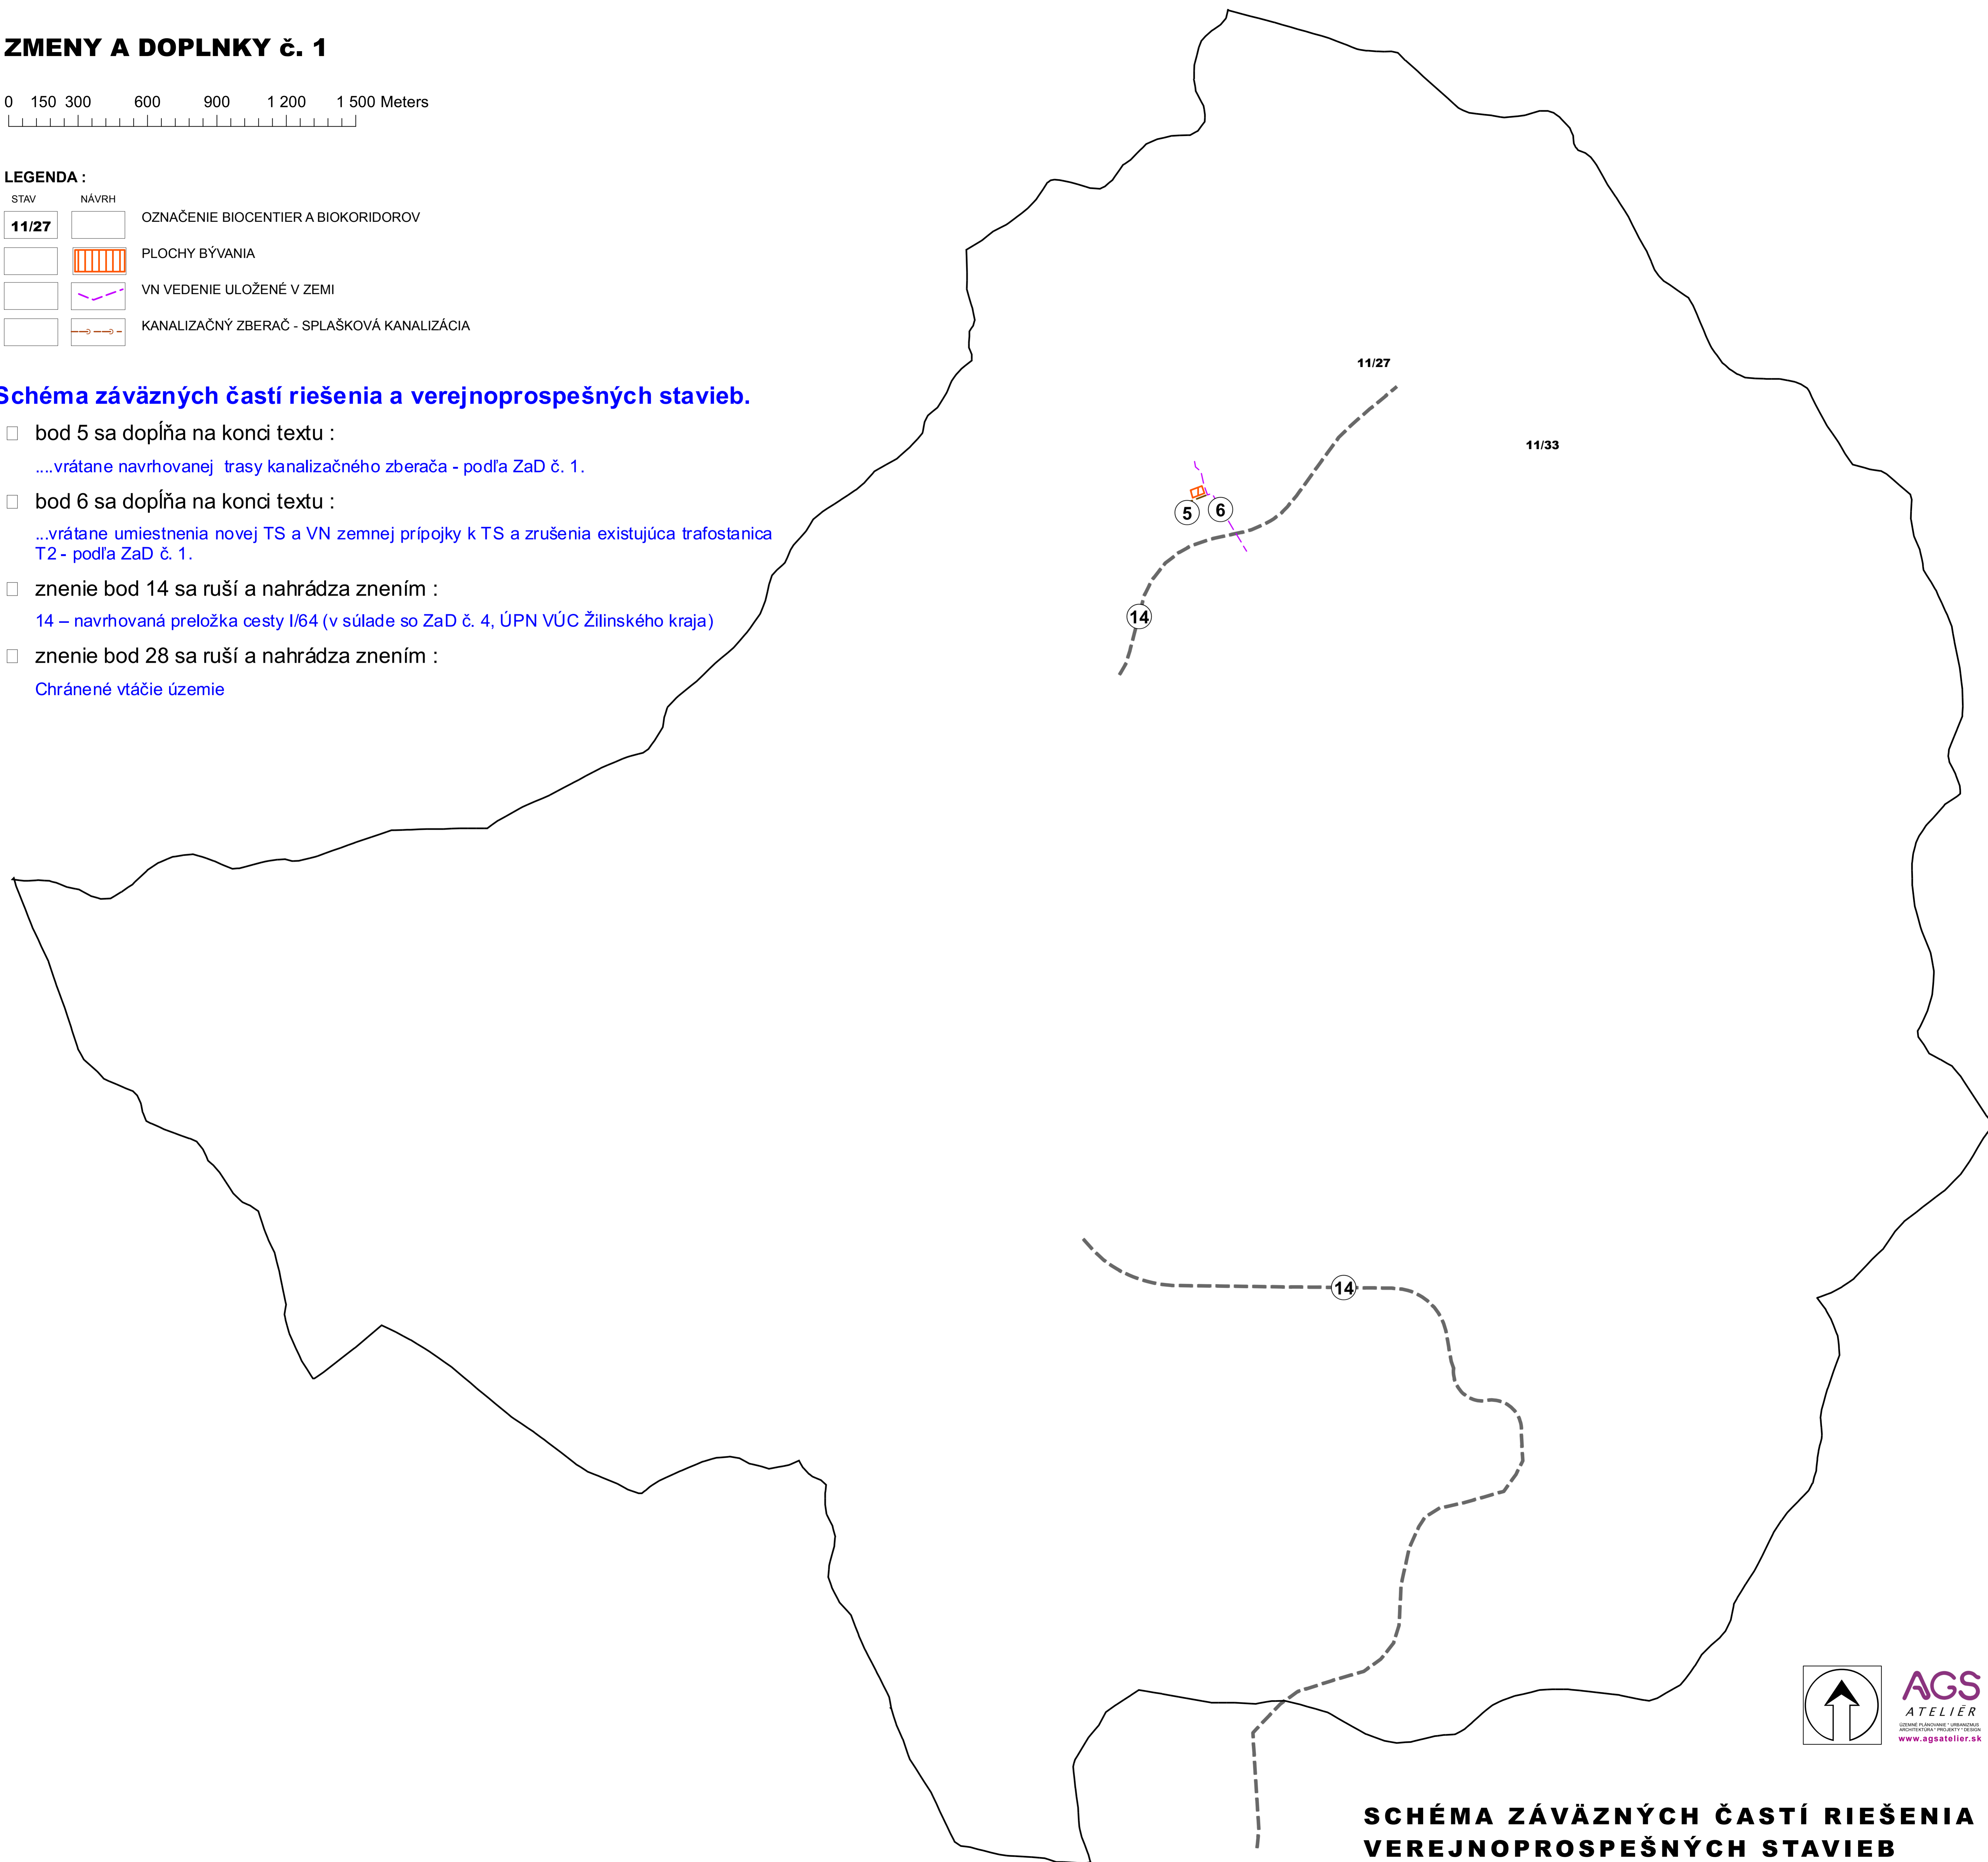 ZMENY A DOPLNKY č. 1
0 150 300 600 900 1 200 1 500 Meters
LEGENDA :
STAV NÁVRH
11/27 OZNAČENIE BIOCENTIER A BIOKORIDOROV
PLOCHY BÝVANIA
VN VEDENIE ULOŽENÉ V ZEMI
KANALIZAČNÝ ZBERAČ - SPLAŠKOVÁ KANALIZÁCIA
Schéma záväzných častí riešenia a verejnoprospešných stavieb.
bod 5 sa dopĺňa na konci textu :
....vrátane navrhovanej trasy kanalizačného zberača - podľa ZaD č. 1.
bod 6 sa dopĺňa na konci textu :
...vrátane umiestnenia novej TS a VN zemnej prípojky k TS a zrušenia existujúca trafostanica
T2 - podľa ZaD č. 1.
znenie bod 14 sa ruší a nahrádza znením :
14 – navrhovaná preložka cesty I/64 (v súlade so ZaD č. 4, ÚPN VÚC Žilinského kraja)
znenie bod 28 sa ruší a nahrádza znením :
Chránené vtáčie územie
11/27
11/33
5
6
14
14
AGS
ATELIÉR
ÚZEMNÉ PLÁNOVANIE * URBANIZMUS
ARCHITEKTÚRA * PROJEKTY * DESIGN
www.agsatelier.sk
SCHÉMA ZÁVÄZNÝCH ČASTÍ RIEŠENIA
VEREJNOPROSPEŠNÝCH STAVIEB